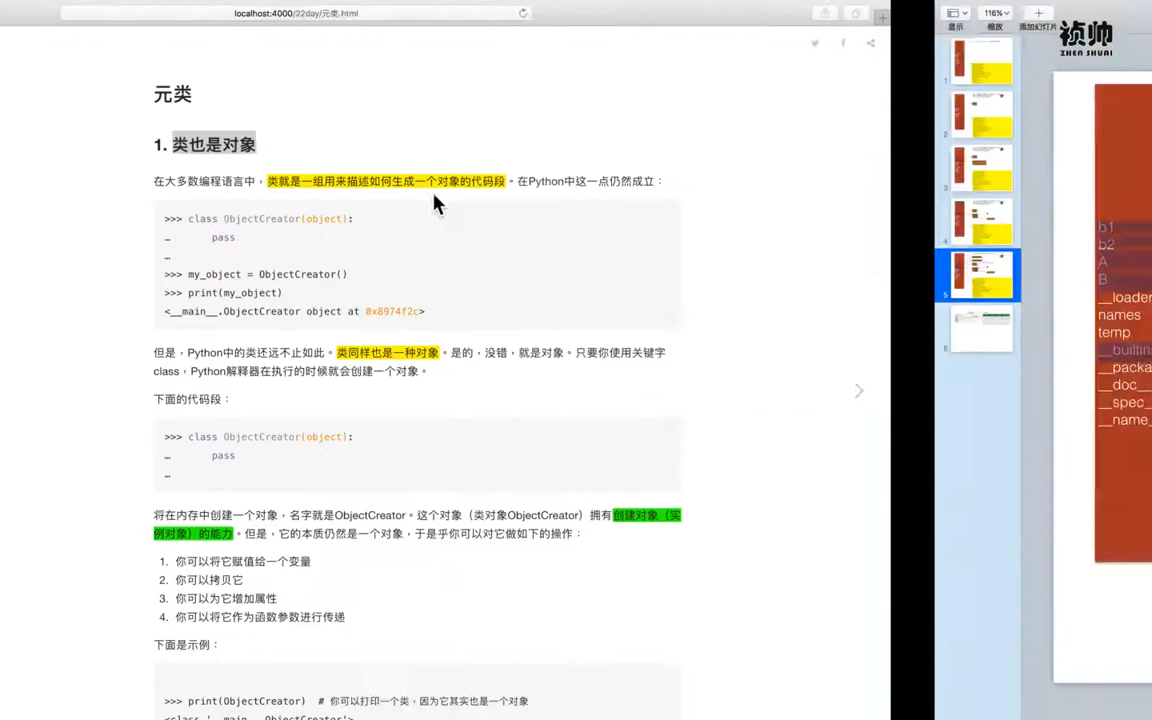 localhost:4000/22day/元类.html
元类
1. 类也是对象
在大多数编程语言中，类就是一组用来描述如何生成一个对象的代码段。在Python中这一点仍然成立：
>>> class ObjectCreator(object):
…       pass
…
>>> my_object = ObjectCreator()
>>> print(my_object)
<__main__.ObjectCreator object at 0x8974f2c>
但是，Python中的类还远不止如此。类同样也是一种对象。是的，没错，就是对象。只要你使用关键字
class，Python解释器在执行的时候就会创建一个对象。
下面的代码段：
>>> class ObjectCreator(object):
…       pass
…
将在内存中创建一个对象，名字就是ObjectCreator。这个对象（类对象ObjectCreator）拥有创建对象（实
例对象）的能力。但是，它的本质仍然是一个对象，于是乎你可以对它做如下的操作：
1. 你可以将它赋值给一个变量
2. 你可以拷贝它
3. 你可以为它增加属性
4. 你可以将它作为函数参数进行传递
下面是示例：
>>> print(ObjectCreator)  # 你可以打印一个类，因为它其实也是一个对象
116%
显示 缩放 添加幻灯片
祯帅
ZHEN SHUAI
1
2
3
4
5
6
b1
b2
A
B
__loader
names
temp
__builtin
__packa
__doc_
__spec_
__name_